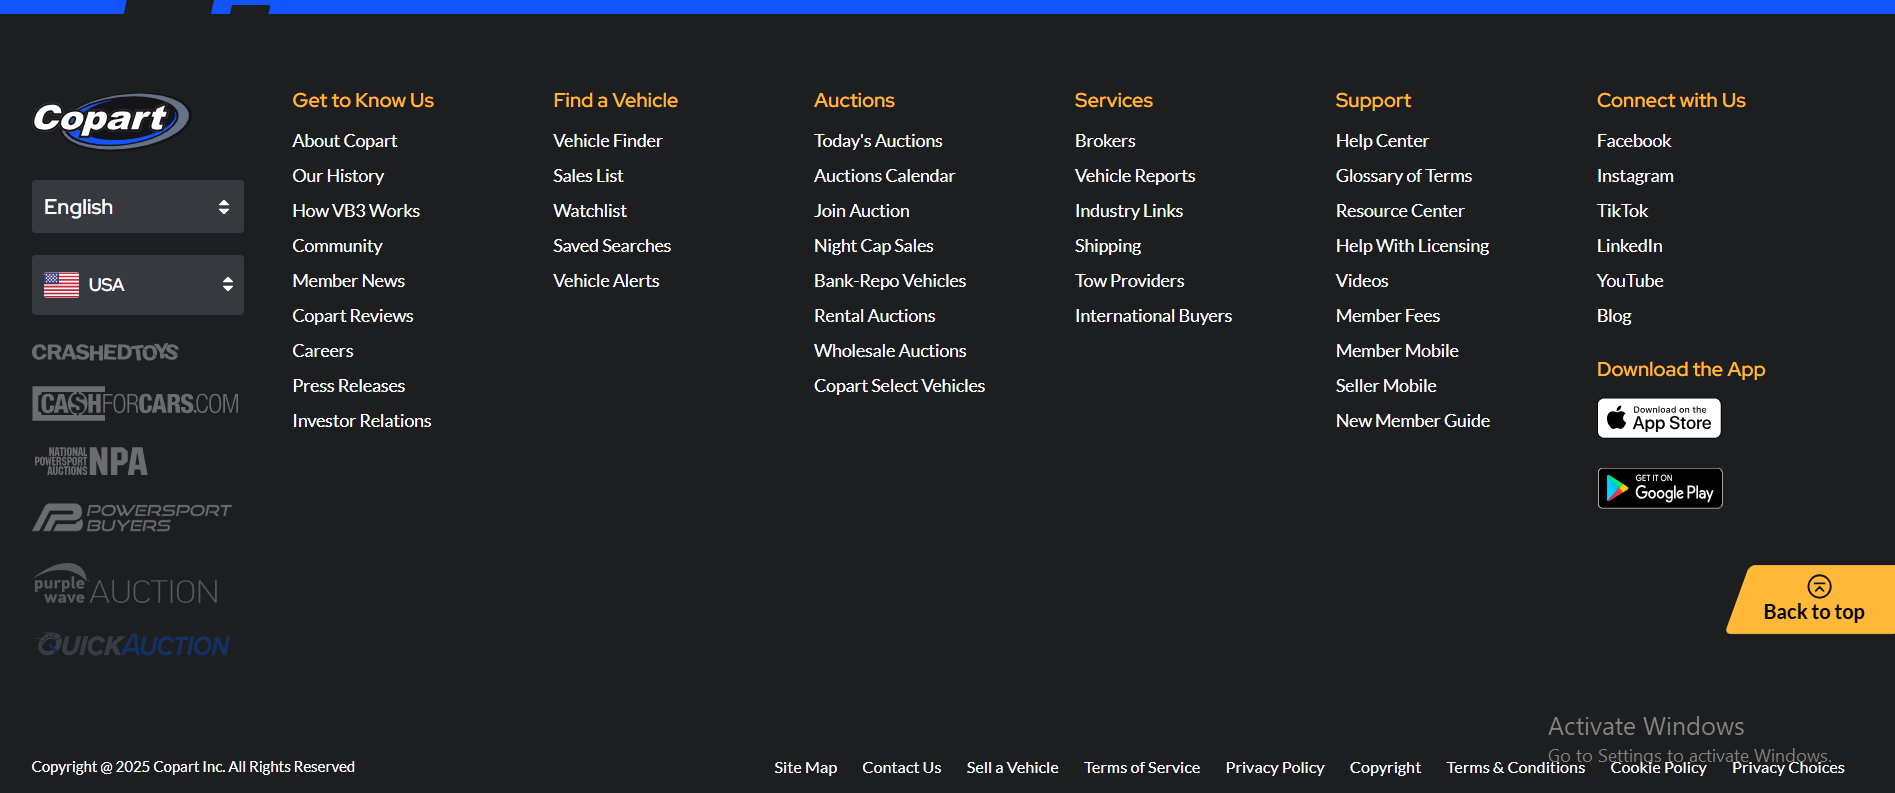 Copart
English
USA
CRASHEDTOYS
CA$HFORCARS.COM
NATIONAL
POWERSPORT
AUCTIONS
NPA
POWERSPORT
BUYERS
purple
wave
AUCTION
QUICKAUCTION
Get to Know Us
About Copart
Our History
How VB3 Works
Community
Member News
Copart Reviews
Careers
Press Releases
Investor Relations
Find a Vehicle
Vehicle Finder
Sales List
Watchlist
Saved Searches
Vehicle Alerts
Auctions
Today's Auctions
Auctions Calendar
Join Auction
Night Cap Sales
Bank-Repo Vehicles
Rental Auctions
Wholesale Auctions
Copart Select Vehicles
Services
Brokers
Vehicle Reports
Industry Links
Shipping
Tow Providers
International Buyers
Support
Help Center
Glossary of Terms
Resource Center
Help With Licensing
Videos
Member Fees
Member Mobile
Seller Mobile
New Member Guide
Connect with Us
Facebook
Instagram
TikTok
LinkedIn
YouTube
Blog
Download the App
Download on the
App Store
GET IT ON
Google Play
Back to top
Activate Windows
Go to Settings to activate Windows.
Copyright @ 2025 Copart Inc. All Rights Reserved
Site Map Contact Us Sell a Vehicle Terms of Service Privacy Policy Copyright Terms & Conditions Cookie Policy Privacy Choices